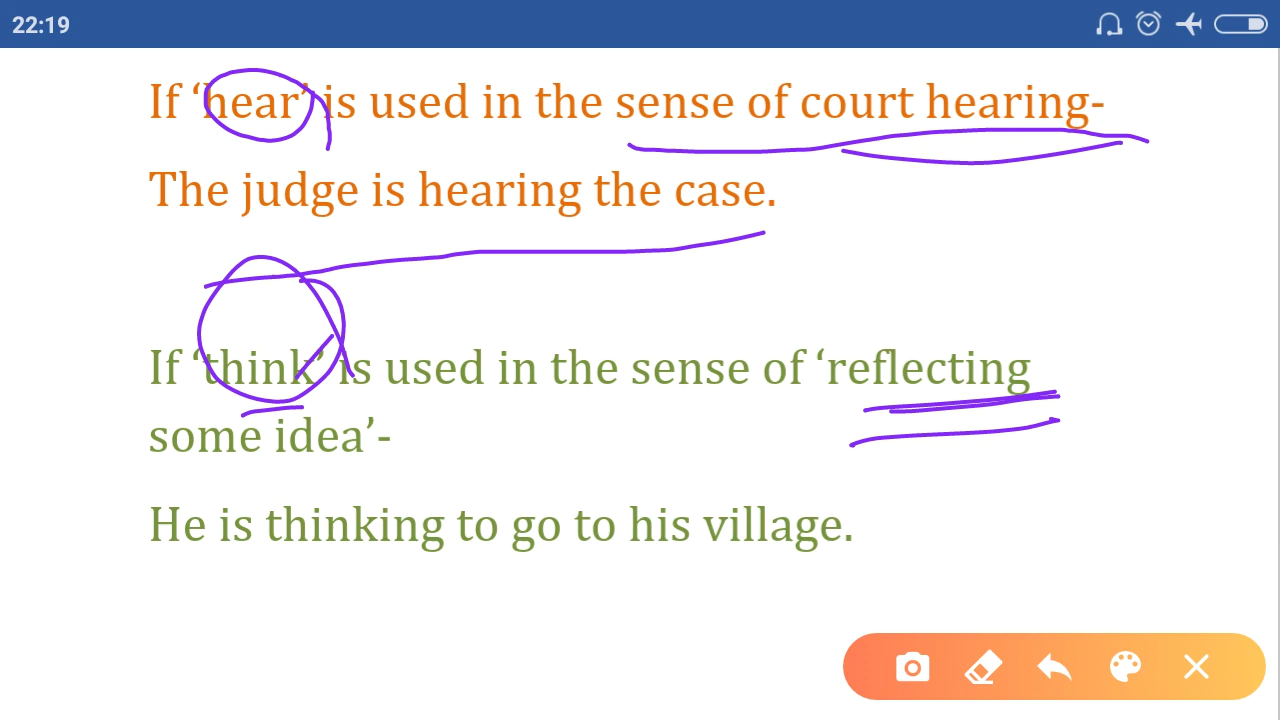 22:19
If ‘hear’ is used in the sense of court hearing-
The judge is hearing the case.
If ‘think’ is used in the sense of ‘reflecting
some idea’-
He is thinking to go to his village.